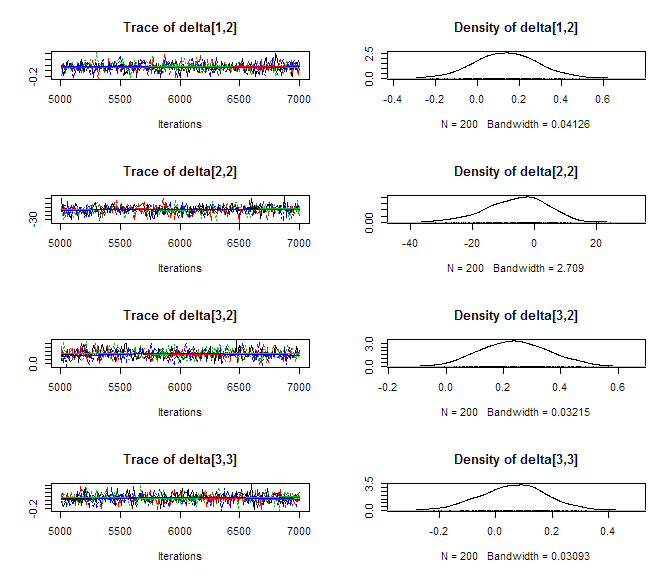 Trace of delta[1,2]
-0.2
5000 5500 6000 6500 7000
Iterations
Density of delta[1,2]
0.0 2.5
-0.4 0.0 0.2 0.4 0.6
N = 200 Bandwidth = 0.04126
Trace of delta[2,2]
-30
5000 5500 6000 6500 7000
Iterations
Density of delta[2,2]
0.00
-40 -20 0 20
N = 200 Bandwidth = 2.709
Trace of delta[3,2]
0.0
5000 5500 6000 6500 7000
Iterations
Density of delta[3,2]
0.0 3.0
-0.2 0.0 0.2 0.4 0.6
N = 200 Bandwidth = 0.03215
Trace of delta[3,3]
-0.2
5000 5500 6000 6500 7000
Iterations
Density of delta[3,3]
0.0 3.5
-0.2 0.0 0.2 0.4
N = 200 Bandwidth = 0.03093